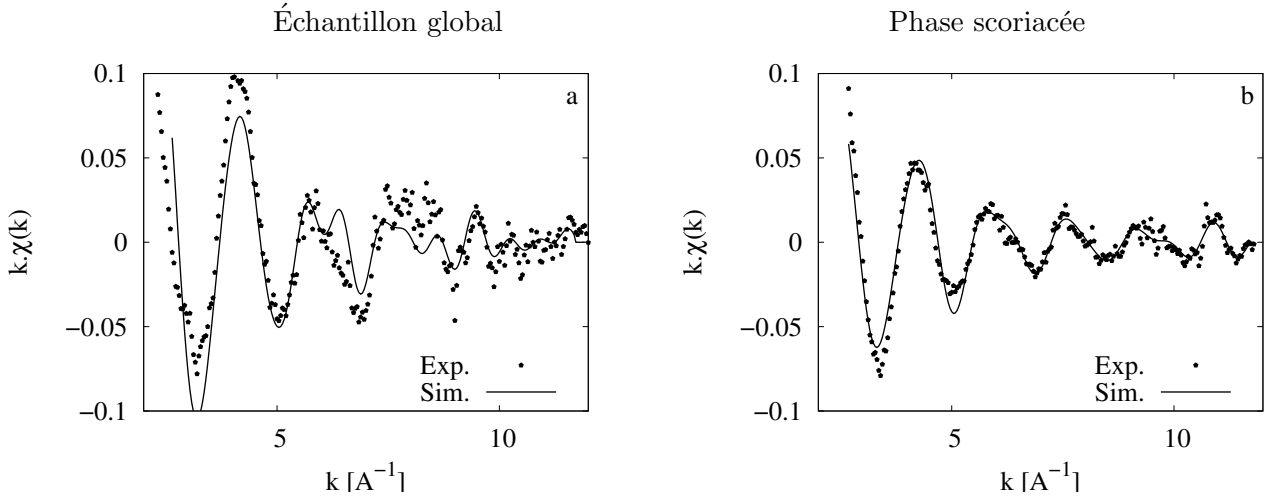 Échantillon global
0.1
0.05
0
−0.05
−0.1
5
10
k.χ(k)
k [A⁻¹]
a
Exp.
Sim.
Phase scoriacée
0.1
0.05
0
−0.05
−0.1
5
10
k.χ(k)
k [A⁻¹]
b
Exp.
Sim.